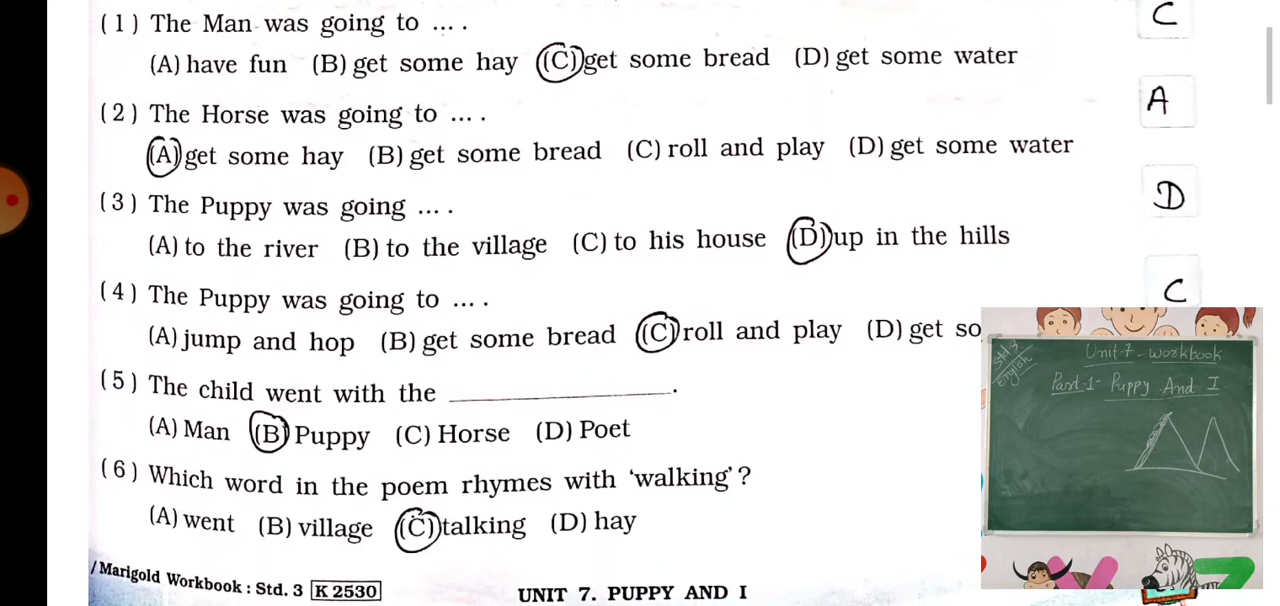 (1) The Man was going to ... .
C
(A) have fun (B) get some hay (C) get some bread (D) get some water
(2) The Horse was going to ... .
A
(A) get some hay (B) get some bread (C) roll and play (D) get some water
(3) The Puppy was going ... .
D
(A) to the river (B) to the village (C) to his house (D) up in the hills
(4) The Puppy was going to ... .
C
(A) jump and hop (B) get some bread (C) roll and play (D) get so
(5) The child went with the ____________.
(A) Man (B) Puppy (C) Horse (D) Poet
(6) Which word in the poem rhymes with ‘walking’?
(A) went (B) village (C) talking (D) hay
/Marigold Workbook : Std. 3 K 2530
UNIT 7. PUPPY AND I
Std.3
English
Unit-7-Workbook
Part-1- Puppy And I